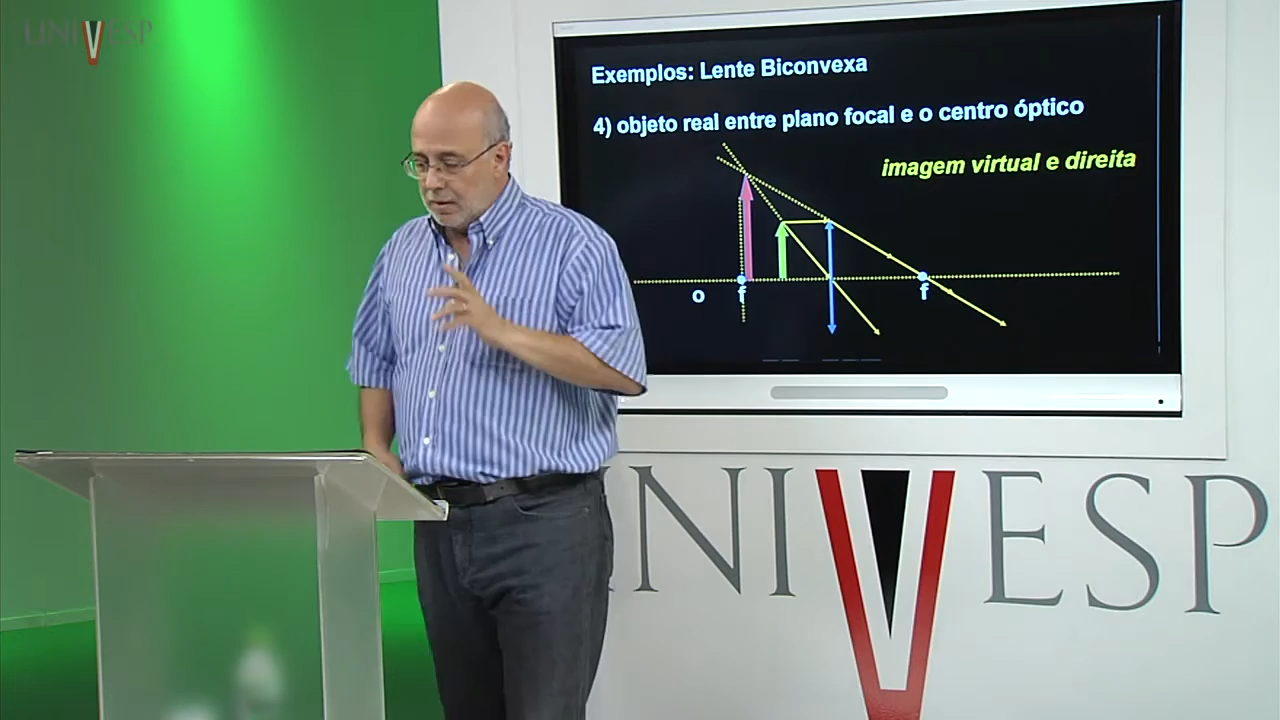 UNIVESP
Exemplos: Lente Biconvexa
4) objeto real entre plano focal e o centro óptico
imagem virtual e direita
o
f
f
UNIVESP